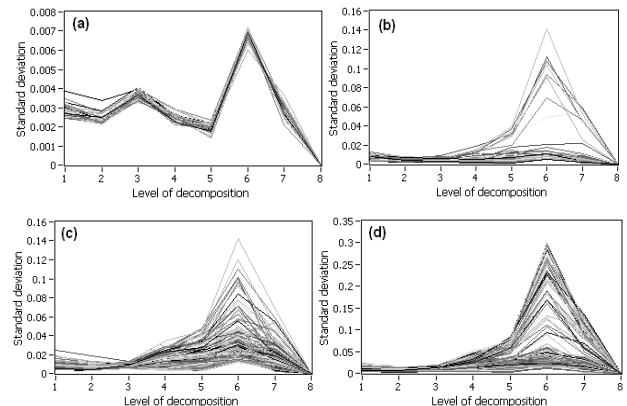 (a)
Standard deviation
0.008
0.007
0.006
0.005
0.004
0.003
0.002
0.001
0
1 2 3 4 5 6 7 8
Level of decomposition
(b)
Standard deviation
0.16
0.14
0.12
0.1
0.08
0.06
0.04
0.02
0
1 2 3 4 5 6 7 8
Level of decomposition
(c)
Standard deviation
0.16
0.14
0.12
0.1
0.08
0.06
0.04
0.02
0
1 2 3 4 5 6 7 8
Level of decomposition
(d)
Standard deviation
0.35
0.3
0.25
0.2
0.15
0.1
0.05
0
1 2 3 4 5 6 7 8
Level of decomposition